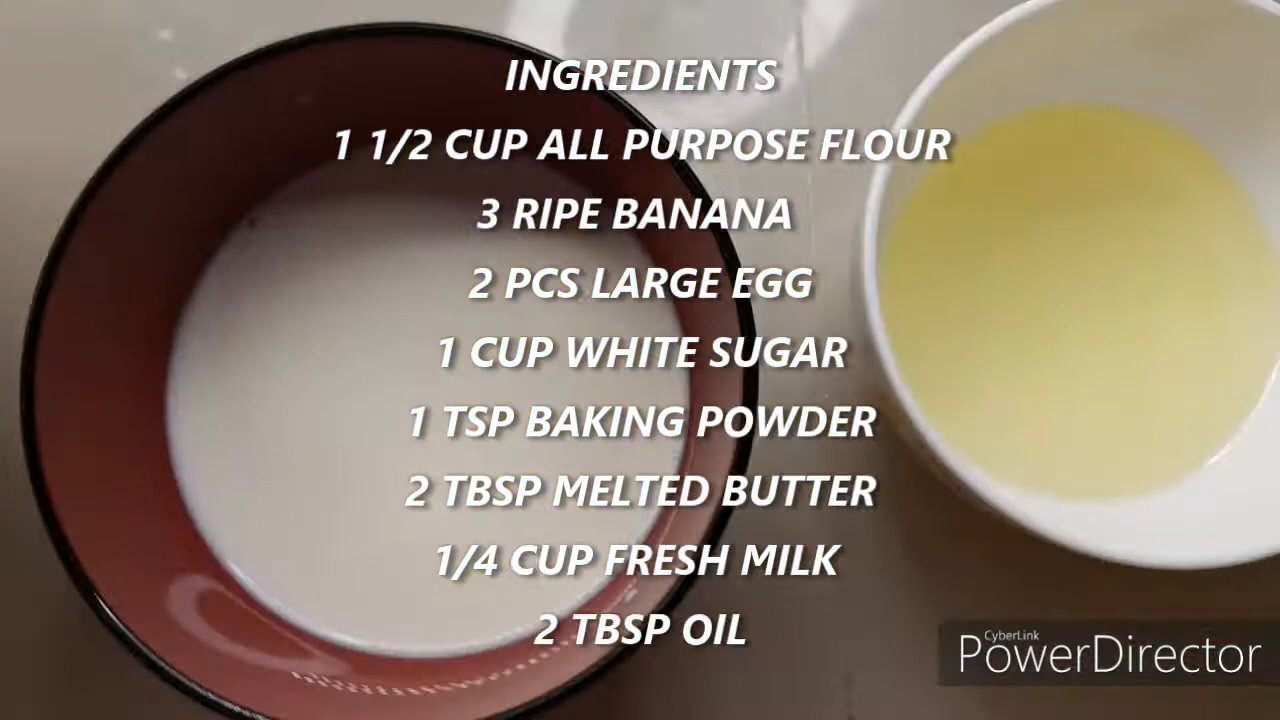 INGREDIENTS
1 1/2 CUP ALL PURPOSE FLOUR
3 RIPE BANANA
2 PCS LARGE EGG
1 CUP WHITE SUGAR
1 TSP BAKING POWDER
2 TBSP MELTED BUTTER
1/4 CUP FRESH MILK
2 TBSP OIL
CyberLink
PowerDirector